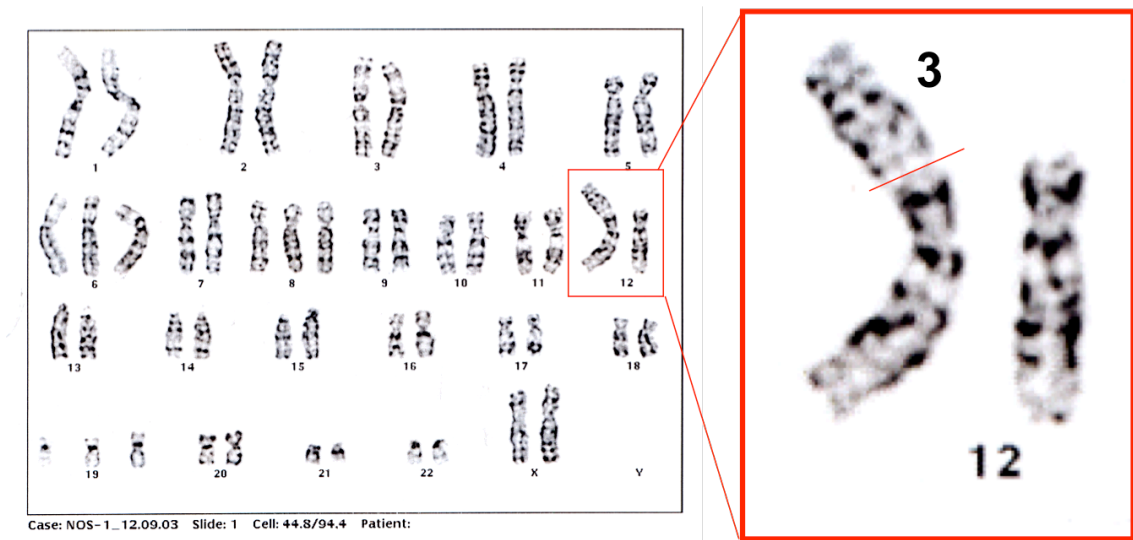 1 2 3 4 5
6 7 8 9 10 11 12
13 14 15 16 17 18
19 20 21 22 X Y
Case: NOS-1_12.09.03 Slide: 1 Cell: 44.8/94.4 Patient:
3
12